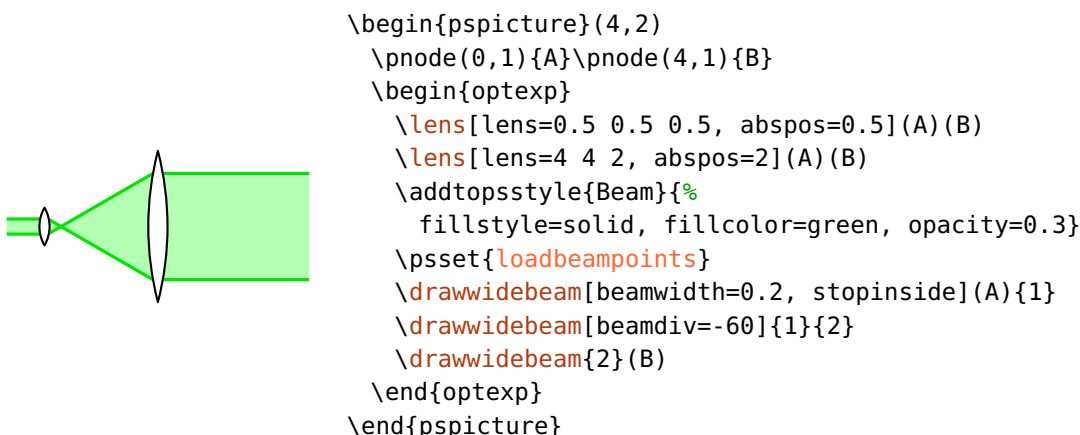 \begin{pspicture}(4,2)
\pnode(0,1){A}\pnode(4,1){B}
\begin{optexp}
\lens[lens=0.5 0.5 0.5, abspos=0.5](A)(B)
\lens[lens=4 4 2, abspos=2](A)(B)
\addtopsstyle{Beam}{%
fillstyle=solid, fillcolor=green, opacity=0.3}
\psset{loadbeampoints}
\drawwidebeam[beamwidth=0.2, stopinside](A){1}
\drawwidebeam[beamdiv=-60]{1}{2}
\drawwidebeam{2}(B)
\end{optexp}
\end{pspicture}